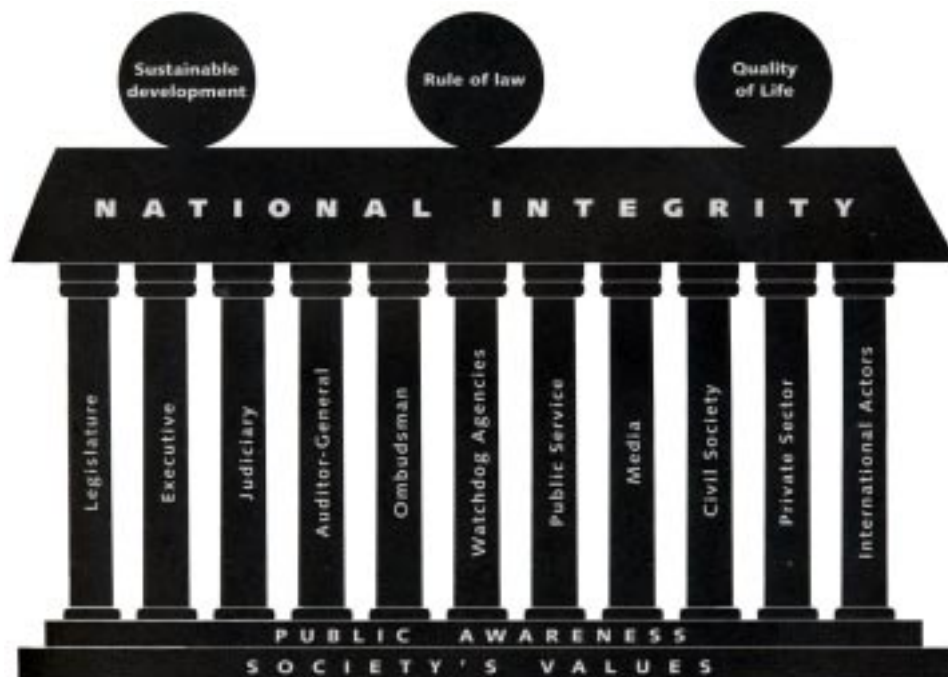 Sustainable
development
Rule of law
Quality
of Life
NATIONAL INTEGRITY
Legislature
Executive
Judiciary
Auditor-General
Ombudsman
Watchdog Agencies
Public Service
Media
Civil Society
Private Sector
International Actors
PUBLIC AWARENESS
SOCIETY'S VALUES